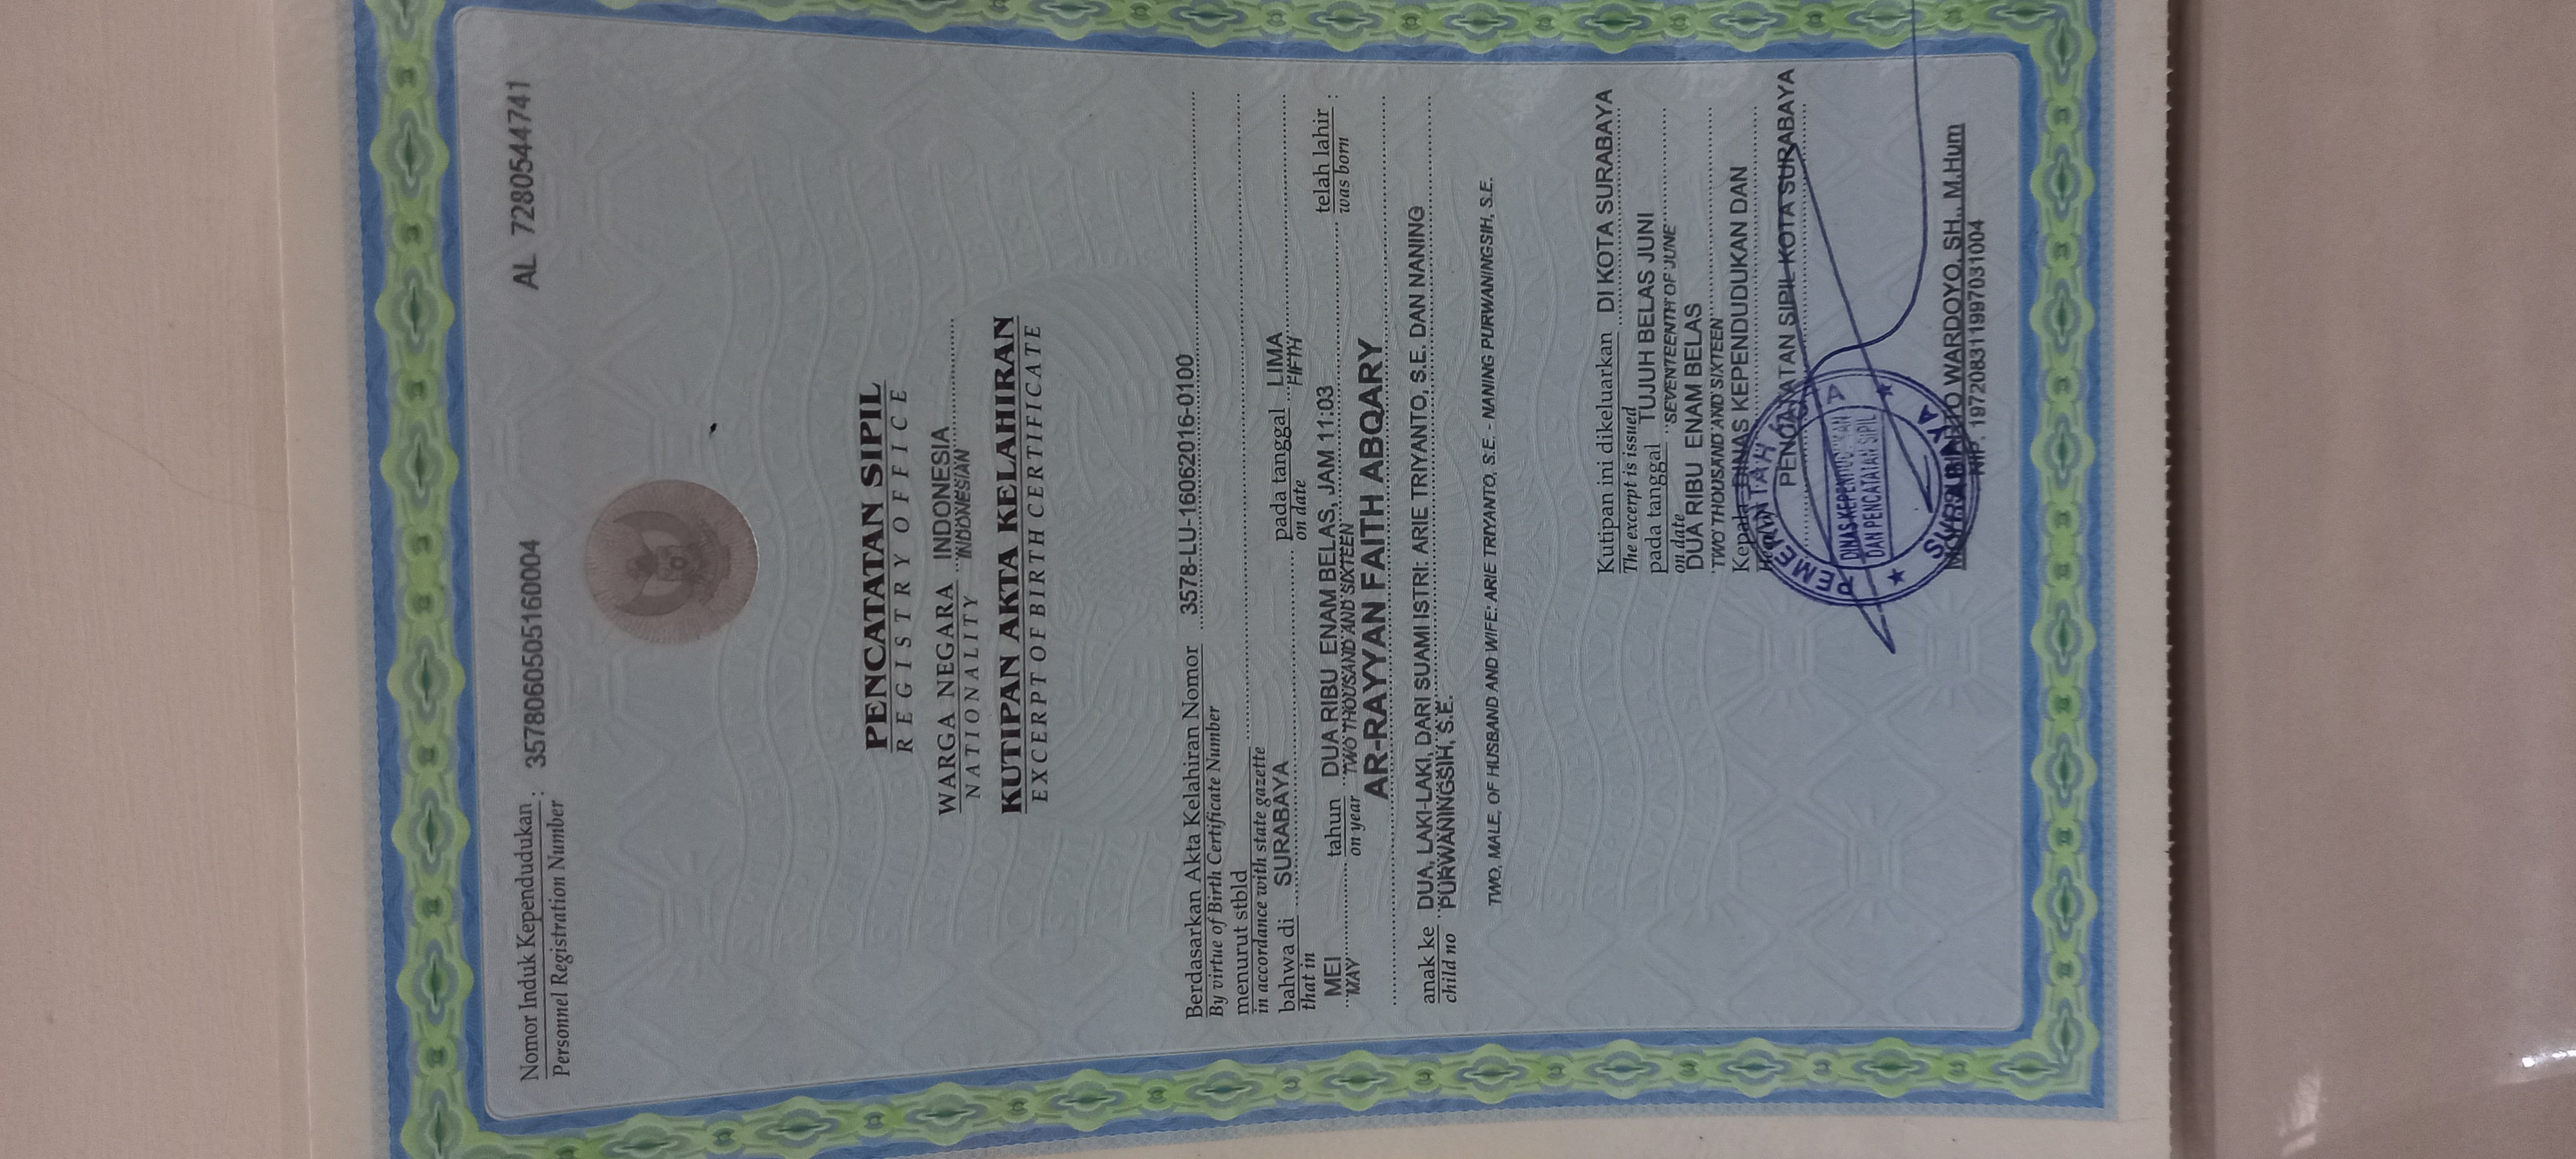 Nomor Induk Kependudukan : 3578060505160004 AL 7280544741
Personnel Registration Number
PENCATATAN SIPIL
REGISTRY OFFICE
WARGA NEGARA INDONESIA
NATIONALITY INDONESIAN
KUTIPAN AKTA KELAHIRAN
EXCERPT OF BIRTH CERTIFICATE
Berdasarkan Akta Kelahiran Nomor 3578-LU-16062016-0100
By virtue of Birth Certificate Number
menurut stbld
in accordance with state gazette
bahwa di SURABAYA pada tanggal LIMA
that in on date FIFTH
MEI tahun DUA RIBU ENAM BELAS, JAM 11:03 telah lahir :
MAY on year TWO THOUSAND AND SIXTEEN was born
AR-RAYYAN FAITH ABQARY
anak ke DUA, LAKI-LAKI, DARI SUAMI ISTRI: ARIE TRIYANTO, S.E. DAN NANING
child no PURWANINGSIH, S.E.
TWO, MALE, OF HUSBAND AND WIFE: ARIE TRIYANTO, S.E. - NANING PURWANINGSIH, S.E.
Kutipan ini dikeluarkan DI KOTA SURABAYA
The excerpt is issued
pada tanggal TUJUH BELAS JUNI
on date SEVENTEENTH OF JUNE
DUA RIBU ENAM BELAS
TWO THOUSAND AND SIXTEEN
Kepala DINAS KEPENDUDUKAN DAN
PENCATATAN SIPIL KOTA SURABAYA
PEMERINTAH KOTA
DINAS KEPENDUDUKAN
DAN PENCATATAN SIPIL
SURABAYA
WARDOYO, SH., M.Hum
NIP. 197208311997031004